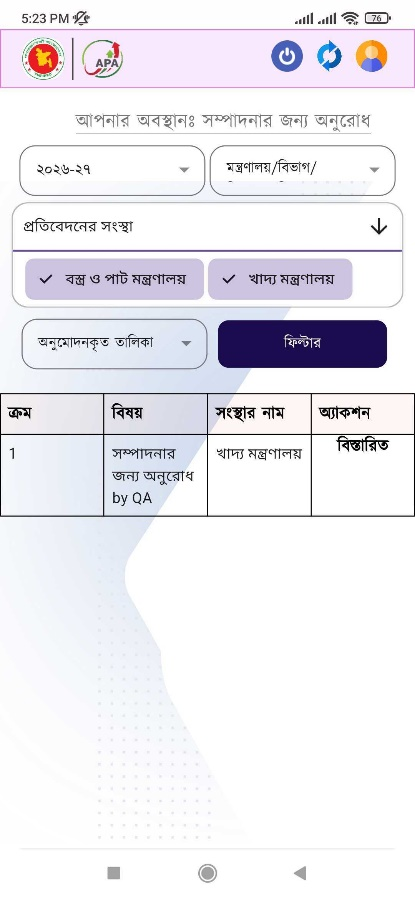 5:23 PM
76
APA
আপনার অবস্থানঃ সম্পাদনার জন্য অনুরোধ
২০২৬-২৭
মন্ত্রণালয়/বিভাগ/
প্রতিবেদনের সংস্থা
বস্ত্র ও পাট মন্ত্রণালয়
খাদ্য মন্ত্রণালয়
অনুমোদনকৃত তালিকা
ফিল্টার
ক্রম বিষয় সংস্থার নাম অ্যাকশন
1 সম্পাদনার খাদ্য মন্ত্রণালয় বিস্তারিত
জন্য অনুরোধ
by QA